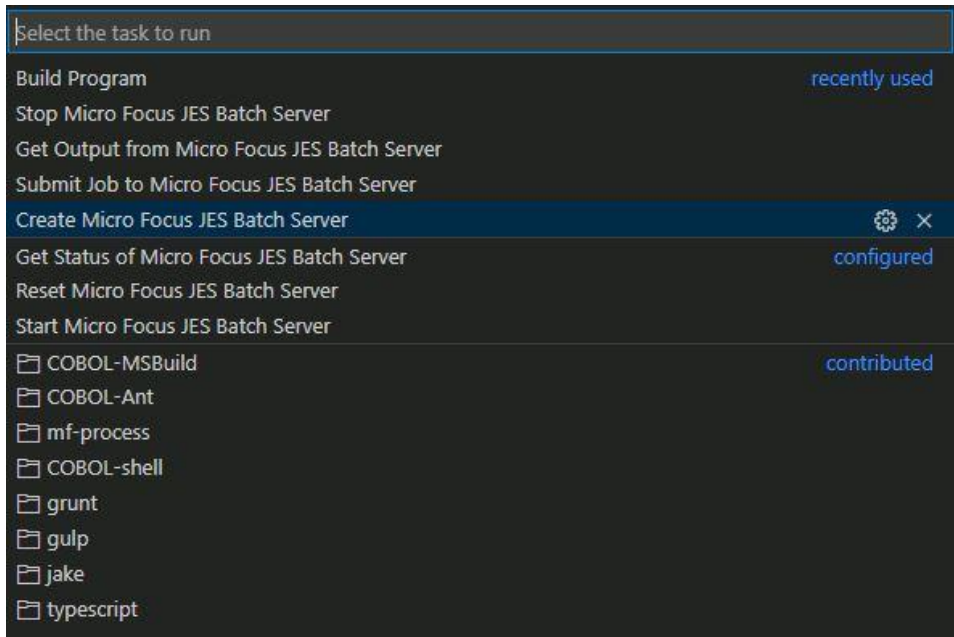 Select the task to run
Build Program recently used
Stop Micro Focus JES Batch Server
Get Output from Micro Focus JES Batch Server
Submit Job to Micro Focus JES Batch Server
Create Micro Focus JES Batch Server
Get Status of Micro Focus JES Batch Server configured
Reset Micro Focus JES Batch Server
Start Micro Focus JES Batch Server
COBOL-MSBuild contributed
COBOL-Ant
mf-process
COBOL-shell
grunt
gulp
jake
typescript